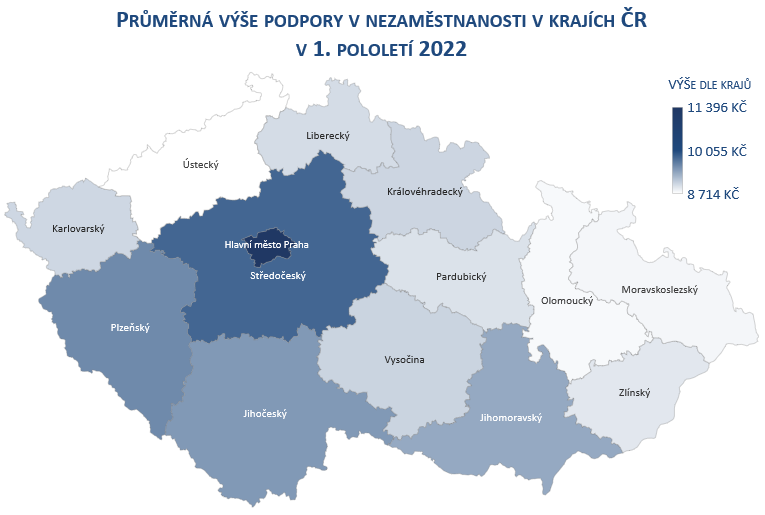 Průměrná výše podpory v nezaměstnanosti v krajích ČR
v 1. pololetí 2022
výše dle krajů
11 396 Kč
10 055 Kč
8 714 Kč
Liberecký
Ústecký
Královéhradecký
Karlovarský
Hlavní město Praha
Středočeský
Pardubický
Moravskoslezský
Olomoucký
Plzeňský
Vysočina
Zlínský
Jihočeský
Jihomoravský